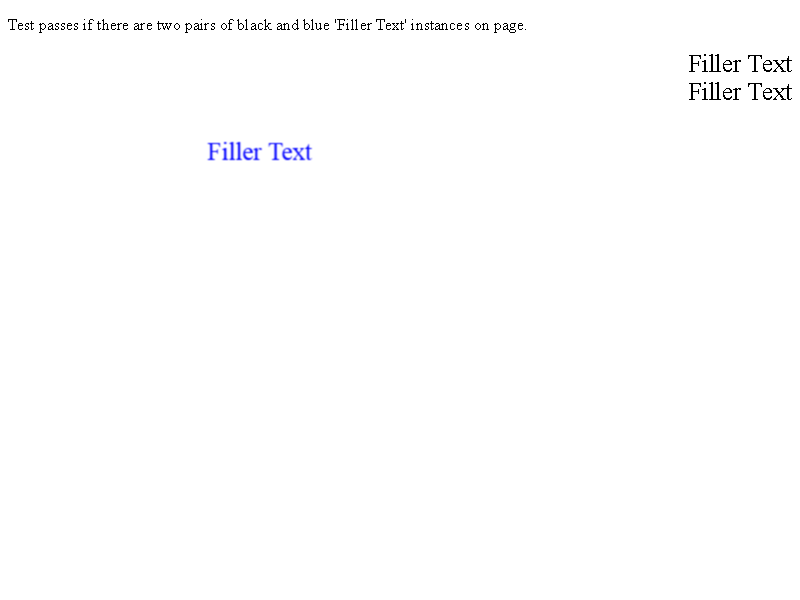 Test passes if there are two pairs of black and blue 'Filler Text' instances on page.
Filler Text
Filler Text
Filler Text